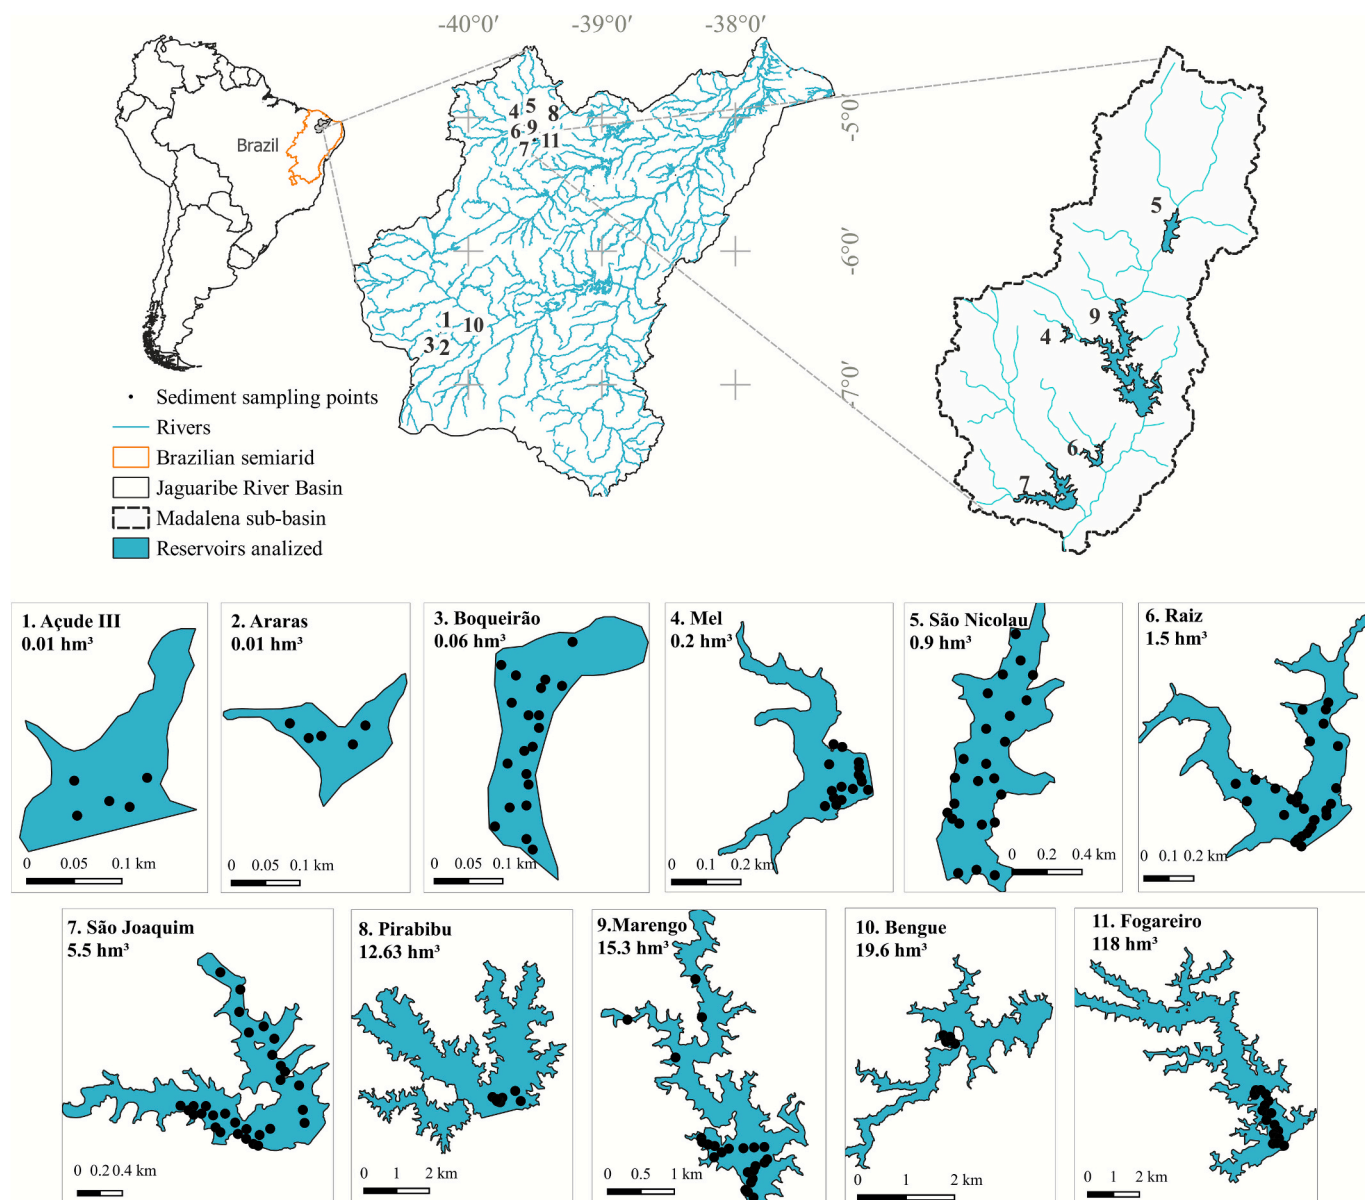 -40°0′ -39°0′ -38°0′
Brazil
-5°0′
-6°0′
-7°0′
4 5 8
6 9
7 11
1 10
3 2
5
9
4
6
7
Sediment sampling points
Rivers
Brazilian semiarid
Jaguaribe River Basin
Madalena sub-basin
Reservoirs analized
1. Açude III
0.01 hm³
0 0.05 0.1 km
2. Araras
0.01 hm³
0 0.05 0.1 km
3. Boqueirão
0.06 hm³
0 0.05 0.1 km
4. Mel
0.2 hm³
0 0.1 0.2 km
5. São Nicolau
0.9 hm³
0 0.2 0.4 km
6. Raiz
1.5 hm³
0 0.1 0.2 km
7. São Joaquim
5.5 hm³
0 0.2 0.4 km
8. Pirabibu
12.63 hm³
0 1 2 km
9.Marengo
15.3 hm³
0 0.5 1 km
10. Bengue
19.6 hm³
0 1 2 km
11. Fogareiro
118 hm³
0 1 2 km